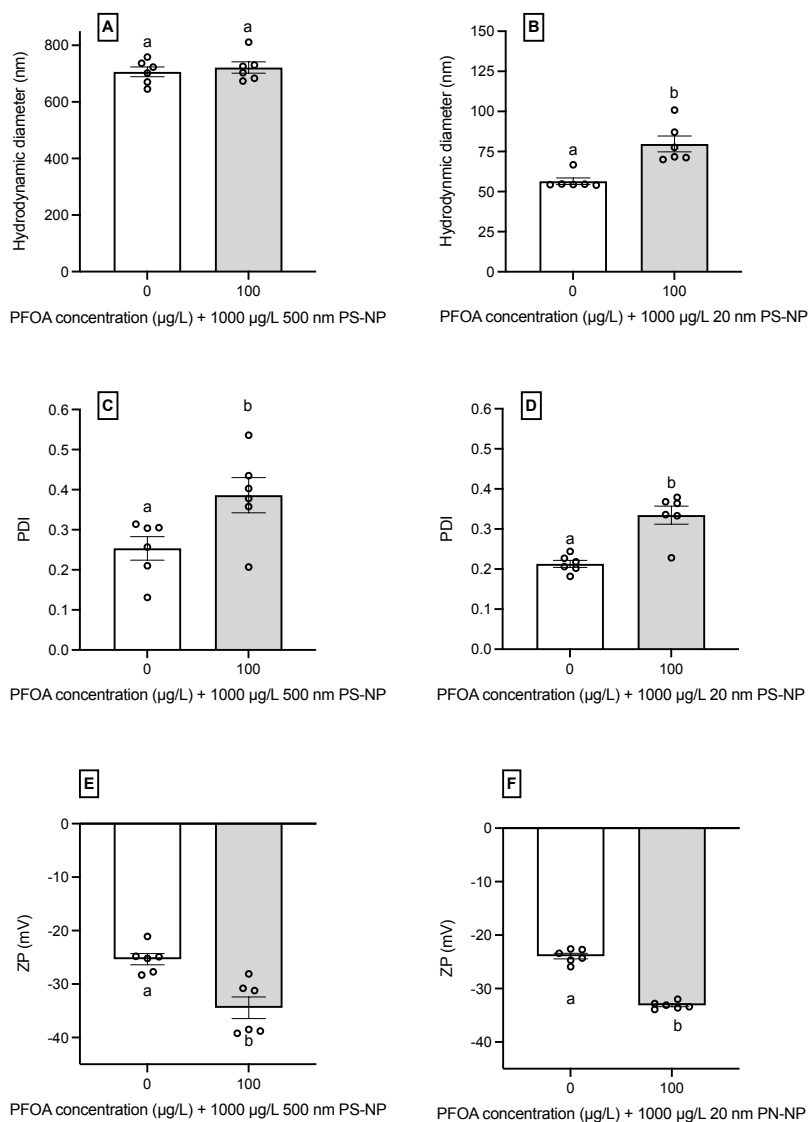 A
Hydrodynamic diameter (nm)
800
600
400
200
0
a
a
0
100
PFOA concentration (µg/L) + 1000 µg/L 500 nm PS-NP
B
Hydrodynmic diameter (nm)
150
125
100
75
50
25
0
a
b
0
100
PFOA concentration (µg/L) + 1000 µg/L 20 nm PS-NP
C
PDI
0.6
0.5
0.4
0.3
0.2
0.1
0.0
a
b
0
100
PFOA concentration (µg/L) + 1000 µg/L 500 nm PS-NP
D
PDI
0.6
0.5
0.4
0.3
0.2
0.1
0.0
a
b
0
100
PFOA concentration (µg/L) + 1000 µg/L 20 nm PS-NP
E
ZP (mV)
0
-10
-20
-30
-40
a
b
0
100
PFOA concentration (µg/L) + 1000 µg/L 500 nm PS-NP
F
ZP (mV)
0
-10
-20
-30
-40
a
b
0
100
PFOA concentration (µg/L) + 1000 µg/L 20 nm PN-NP